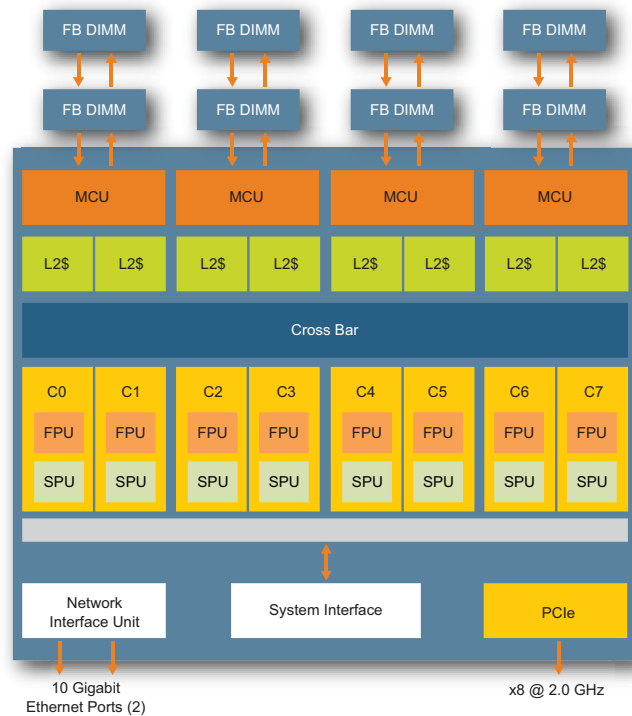 FB DIMM FB DIMM FB DIMM FB DIMM
FB DIMM FB DIMM FB DIMM FB DIMM
MCU MCU MCU MCU
L2$ L2$ L2$ L2$ L2$ L2$ L2$ L2$
Cross Bar
C0 C1 C2 C3 C4 C5 C6 C7
FPU FPU FPU FPU FPU FPU FPU FPU
SPU SPU SPU SPU SPU SPU SPU SPU
Network
Interface Unit
System Interface
PCIe
10 Gigabit
Ethernet Ports (2)
x8 @ 2.0 GHz